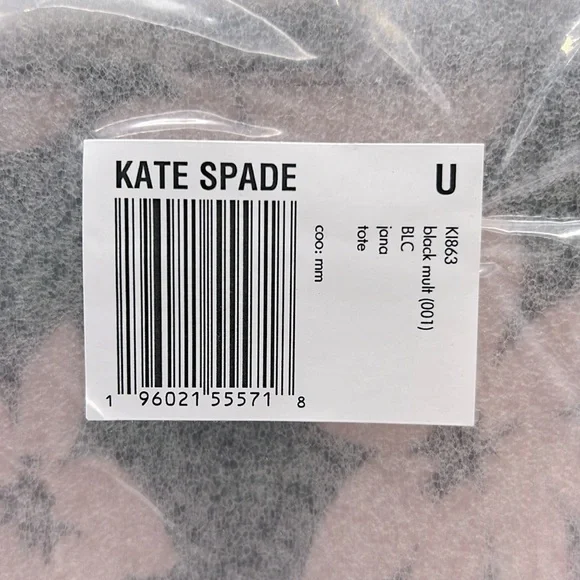 KATE SPADE
U
KI863
black mult (001)
BLC
jana
tote
coo: mm
1 96021 55571 8